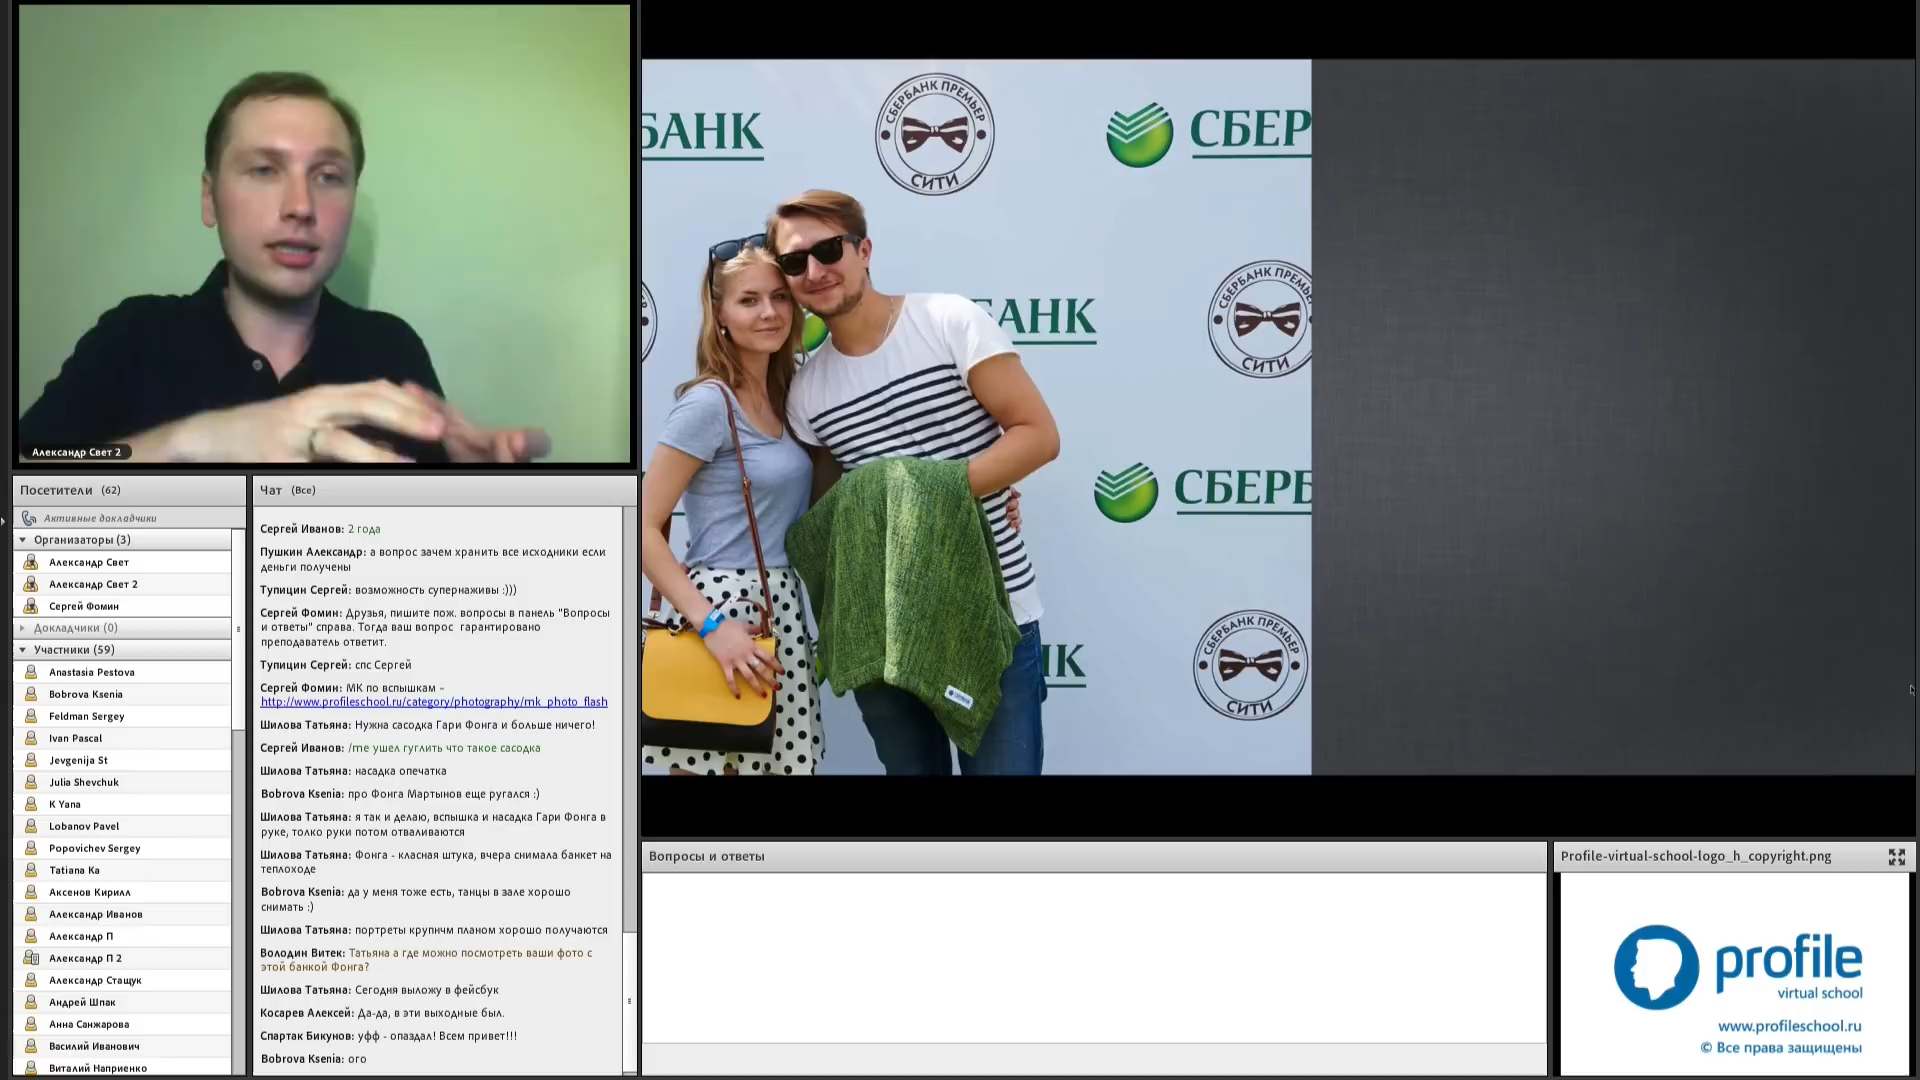 Александр Свет 2
Посетители (62)
Активные докладчики
Организаторы (3)
Александр Свет
Александр Свет 2
Сергей Фомин
Докладчики (0)
Участники (59)
Anastasia Pestova
Bobrova Ksenia
Feldman Sergey
Ivan Pascal
Jevgenija St
Julia Shevchuk
K Yana
Lobanov Pavel
Popovichev Sergey
Tatiana Ka
Аксенов Кирилл
Александр Иванов
Александр П
Александр П 2
Александр Стащук
Андрей Шпак
Анна Санжарова
Василий Иванович
Виталий Наприенко
Чат (Все)
Сергей Иванов: 2 года
Пушкин Александр: а вопрос зачем хранить все исходники если
деньги получены
Тупицин Сергей: возможность супернаживы :)))
Сергей Фомин: Друзья, пишите пож. вопросы в панель "Вопросы
и ответы" справа. Тогда ваш вопрос гарантировано
преподаватель ответит.
Тупицин Сергей: спс Сергей
Сергей Фомин: МК по вспышкам -
http://www.profileschool.ru/category/photography/mk_photo_flash
Шилова Татьяна: Нужна сасодка Гари Фонга и больше ничего!
Сергей Иванов: /me ушел гуглить что такое сасодка
Шилова Татьяна: насадка опечатка
Bobrova Ksenia: про Фонга Мартынов еще ругался :)
Шилова Татьяна: я так и делаю, вспышка и насадка Гари Фонга в
руке, толко руки потом отваливаются
Шилова Татьяна: Фонга - класная штука, вчера снимала банкет на
теплоходе
Bobrova Ksenia: да у меня тоже есть, танцы в зале хорошо
снимать :)
Шилова Татьяна: портреты крупнчм планом хорошо получаются
Володин Витек: Татьяна а где можно посмотреть ваши фото с
этой банкой Фонга?
Шилова Татьяна: Сегодня выложу в фейсбук
Косарев Алексей: Да-да, в эти выходные был.
Спартак Бикунов: уфф - опаздал! Всем привет!!!
Bobrova Ksenia: ого
БАНК
СБЕРБАНК ПРЕМЬЕР
СИТИ
СБЕР
АНК
СБЕРБАНК ПРЕМЬЕ
СИТИ
СБЕРБ
СБЕРБАНК ПРЕМЬЕР
СИТИ
НК
Вопросы и ответы
Profile-virtual-school-logo_h_copyright.png
profile
virtual school
www.profileschool.ru
© Все права защищены